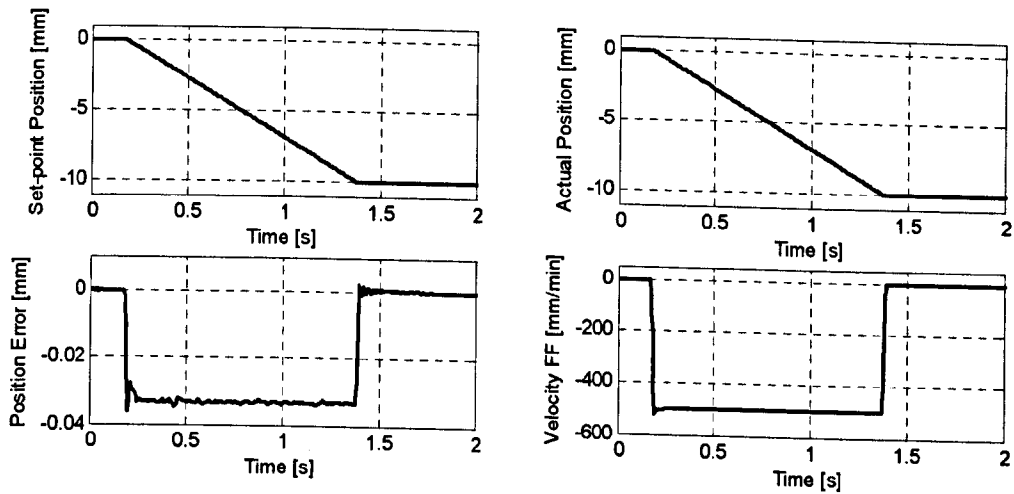 Set-point Position [mm]
0
-5
-10
0 0.5 1 1.5 2
Time [s]
Actual Position [mm]
0
-5
-10
0 0.5 1 1.5 2
Time [s]
Position Error [mm]
0
-0.02
-0.04
0 0.5 1 1.5 2
Time [s]
Velocity FF [mm/min]
0
-200
-400
-600
0 0.5 1 1.5 2
Time [s]